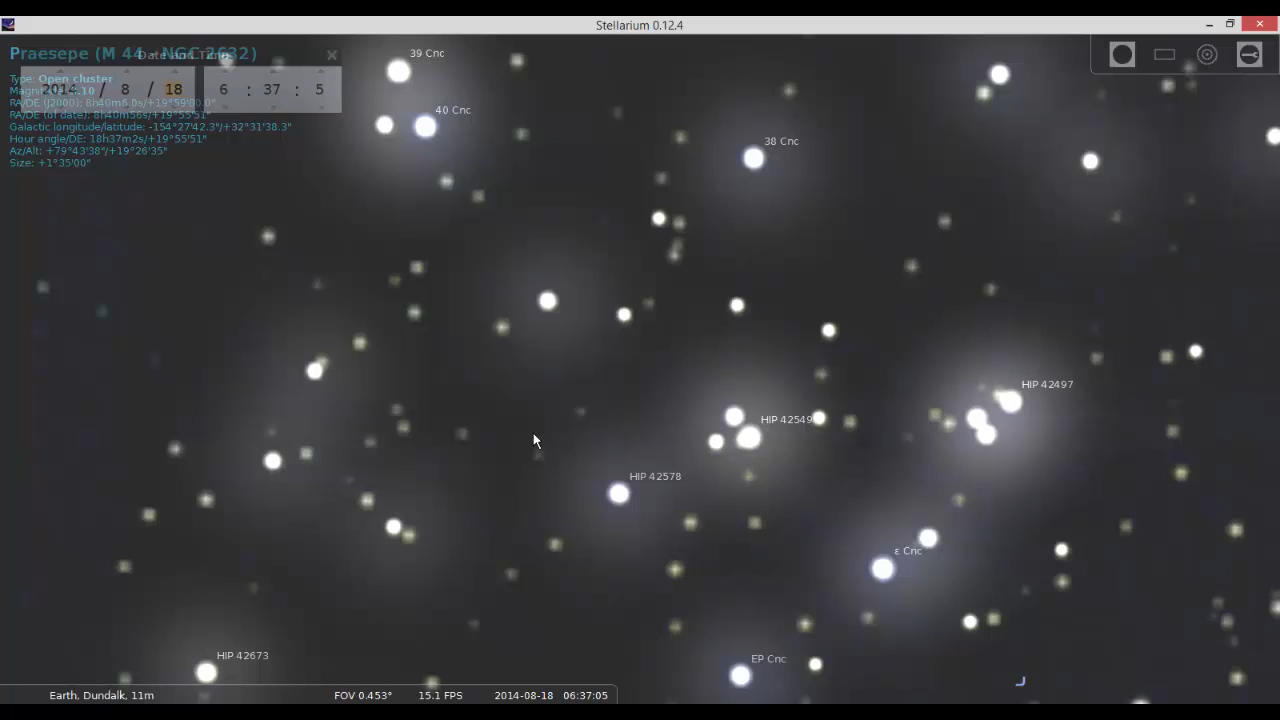 Stellarium 0.12.4
Praesepe (M 44 - NGC 2632)
Date and Time
Type: Open cluster
2014 / 8 / 18 6 : 37 : 5
Magnitude: 3.10
RA/DE (J2000): 8h40m6.0s/+19°59'00.0"
RA/DE (of date): 8h40m56s/+19°55'51"
Galactic longitude/latitude: -154°27'42.3"/+32°31'38.3"
Hour angle/DE: 18h37m2s/+19°55'51"
Az/Alt: +79°43'38"/+19°26'35"
Size: +1°35'00"
39 Cnc
40 Cnc
38 Cnc
HIP 42497
HIP 42549
HIP 42578
ε Cnc
HIP 42673
EP Cnc
Earth, Dundalk, 11m FOV 0.453° 15.1 FPS 2014-08-18 06:37:05